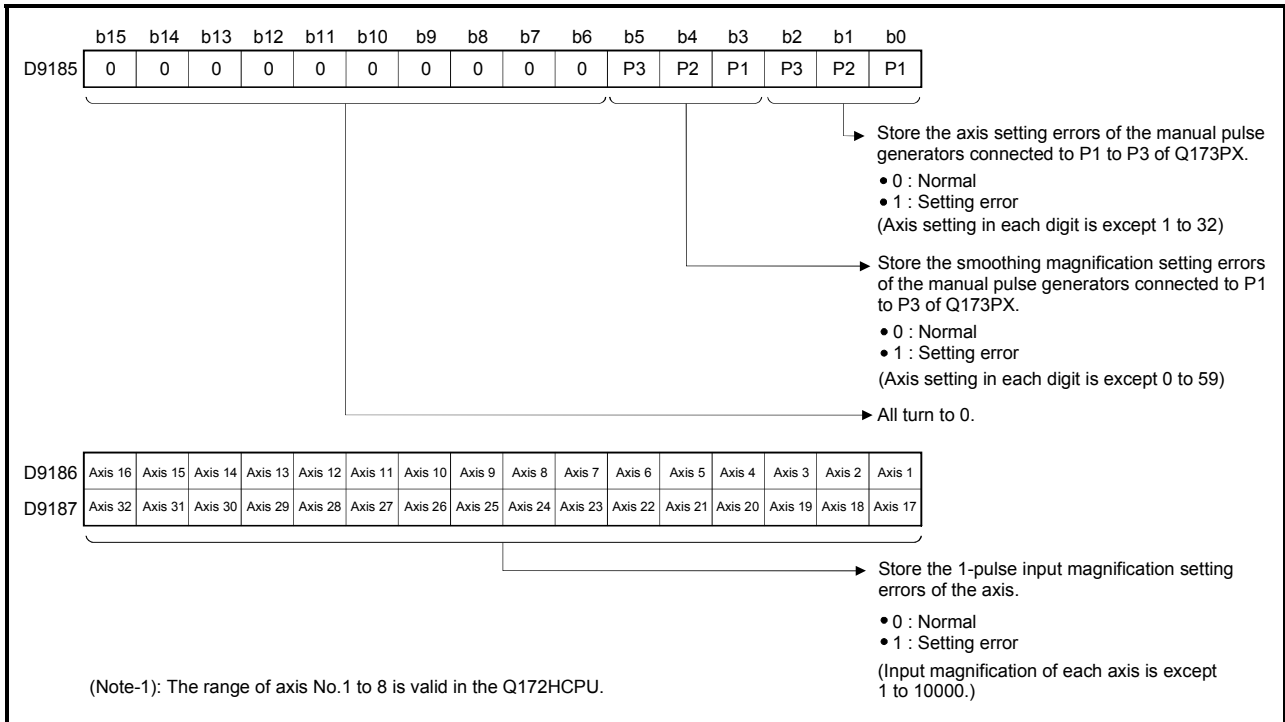 b15 b14 b13 b12 b11 b10 b9 b8 b7 b6 b5 b4 b3 b2 b1 b0
D9185 0 0 0 0 0 0 0 0 0 0 P3 P2 P1 P3 P2 P1
Store the axis setting errors of the manual pulse
generators connected to P1 to P3 of Q173PX.
• 0 : Normal
• 1 : Setting error
(Axis setting in each digit is except 1 to 32)
Store the smoothing magnification setting errors
of the manual pulse generators connected to P1
to P3 of Q173PX.
• 0 : Normal
• 1 : Setting error
(Axis setting in each digit is except 0 to 59)
All turn to 0.
D9186 Axis 16 Axis 15 Axis 14 Axis 13 Axis 12 Axis 11 Axis 10 Axis 9 Axis 8 Axis 7 Axis 6 Axis 5 Axis 4 Axis 3 Axis 2 Axis 1
D9187 Axis 32 Axis 31 Axis 30 Axis 29 Axis 28 Axis 27 Axis 26 Axis 25 Axis 24 Axis 23 Axis 22 Axis 21 Axis 20 Axis 19 Axis 18 Axis 17
Store the 1-pulse input magnification setting
errors of the axis.
• 0 : Normal
• 1 : Setting error
(Input magnification of each axis is except
1 to 10000.)
(Note-1): The range of axis No.1 to 8 is valid in the Q172HCPU.